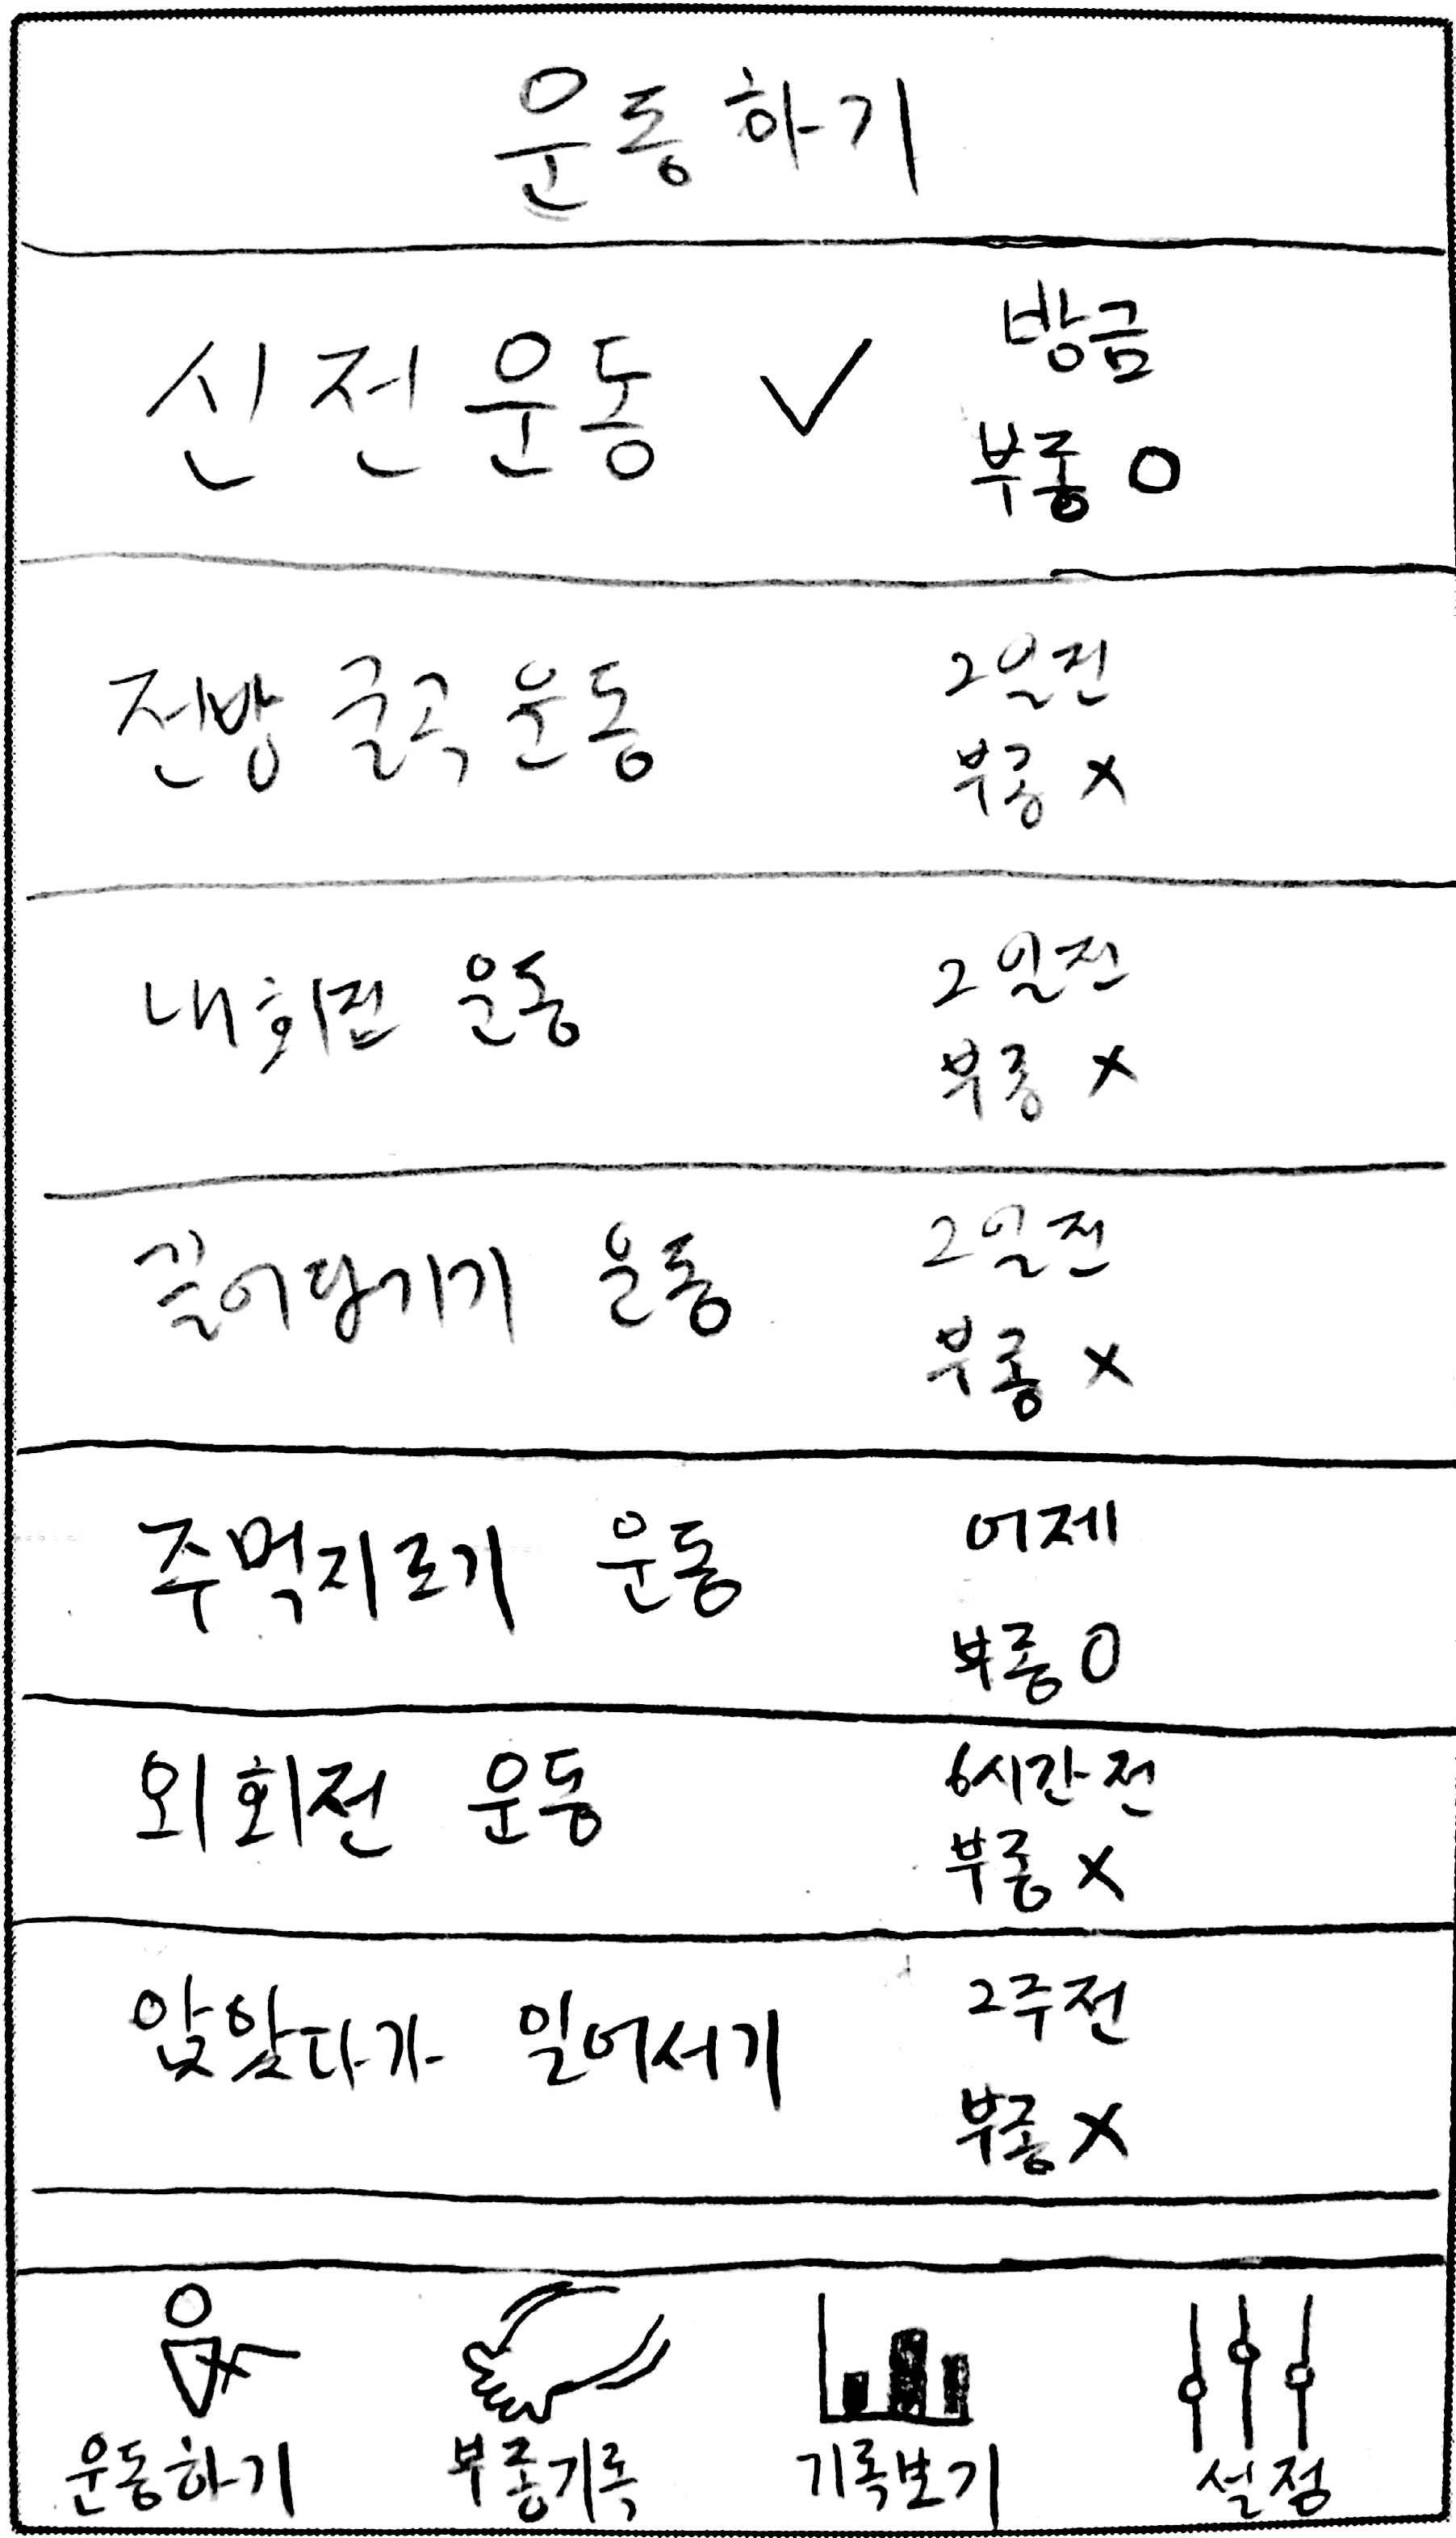 운동하기
신전운동 ✓
방금
부종 O
전방 굴곡 운동
2일전
부종 X
내회전 운동
2일전
부종 X
끌어당기기 운동
2일전
부종 X
주먹지르기 운동
어제
부종 O
외회전 운동
6시간 전
부종 X
앉았다가 일어서기
2주전
부종 X
운동하기
부종기록
기록보기
설정